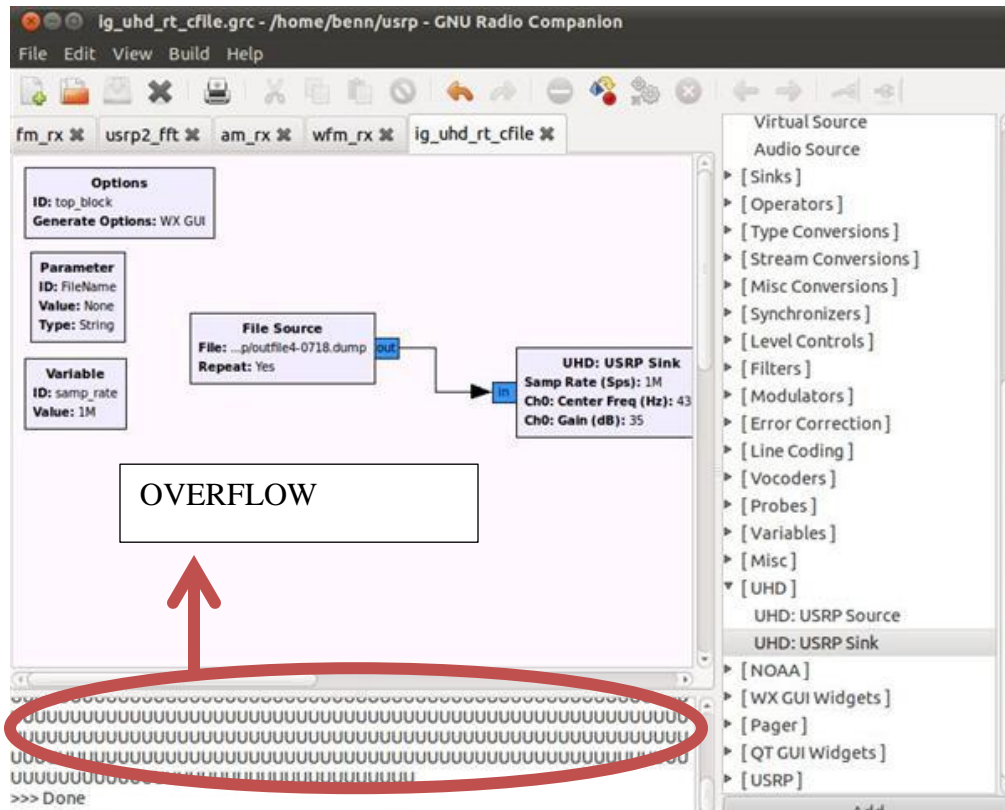 ig_uhd_rt_cfile.grc - /home/benn/usrp - GNU Radio Companion
File Edit View Build Help
fm_rx usrp2_fft am_rx wfm_rx ig_uhd_rt_cfile
Options
ID: top_block
Generate Options: WX GUI
Parameter
ID: FileName
Value: None
Type: String
Variable
ID: samp_rate
Value: 1M
File Source
File: ...p/outfile4-0718.dump
Repeat: Yes
out
in
UHD: USRP Sink
Samp Rate (Sps): 1M
Ch0: Center Freq (Hz): 43
Ch0: Gain (dB): 35
OVERFLOW
>>> Done
Virtual Source
Audio Source
[ Sinks ]
[ Operators ]
[ Type Conversions ]
[ Stream Conversions ]
[ Misc Conversions ]
[ Synchronizers ]
[ Level Controls ]
[ Filters ]
[ Modulators ]
[ Error Correction ]
[ Line Coding ]
[ Vocoders ]
[ Probes ]
[ Variables ]
[ Misc ]
[ UHD ]
UHD: USRP Source
UHD: USRP Sink
[ NOAA ]
[ WX GUI Widgets ]
[ Pager ]
[ QT GUI Widgets ]
[ USRP ]
Add